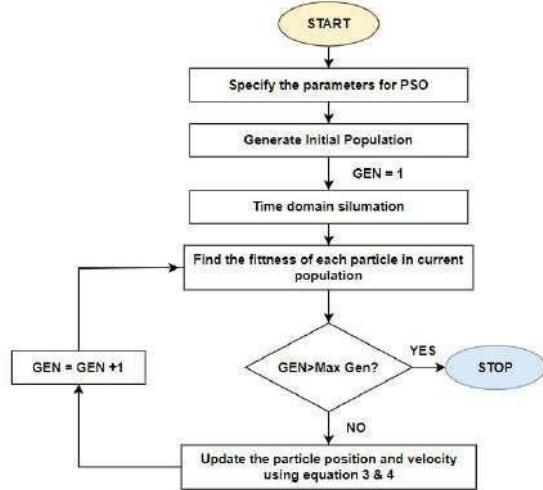 START
Specify the parameters for PSO
Generate Initial Population
GEN = 1
Time domain silumation
Find the fittness of each particle in current
population
GEN>Max Gen?
YES
STOP
GEN = GEN +1
NO
Update the particle position and velocity
using equation 3 & 4